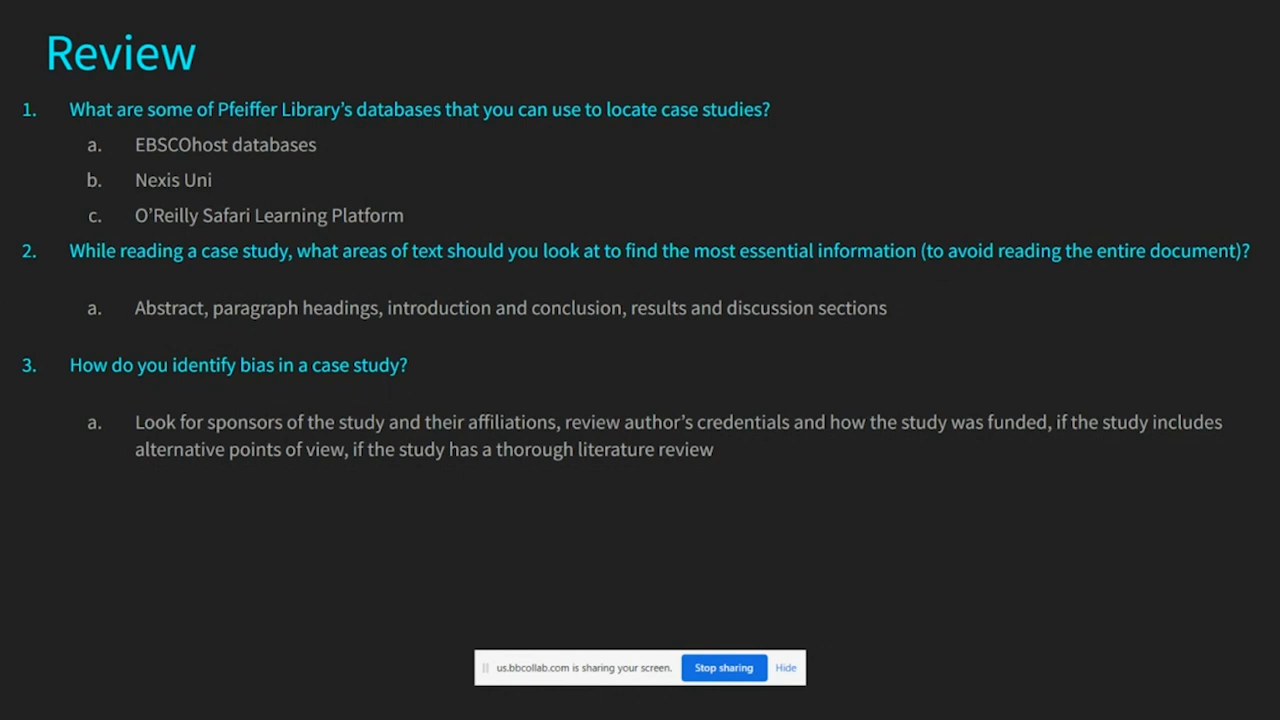 Review
1. What are some of Pfeiffer Library's databases that you can use to locate case studies?
a. EBSCOhost databases
b. Nexis Uni
c. O'Reilly Safari Learning Platform
2. While reading a case study, what areas of text should you look at to find the most essential information (to avoid reading the entire document)?
a. Abstract, paragraph headings, introduction and conclusion, results and discussion sections
3. How do you identify bias in a case study?
a. Look for sponsors of the study and their affiliations, review author's credentials and how the study was funded, if the study includes
alternative points of view, if the study has a thorough literature review
us.bbcollab.com is sharing your screen. Stop sharing Hide